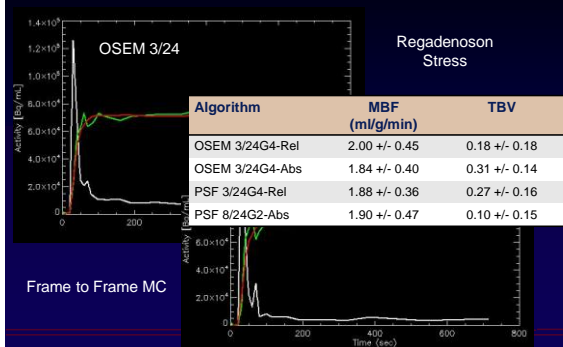 OSEM 3/24
Regadenoson
Stress
1.4×10⁵
1.2×10⁵
1.0×10⁵
8.0×10⁴
6.0×10⁴
4.0×10⁴
2.0×10⁴
0
Activity [Bq/mL]
0 200
Algorithm MBF (ml/g/min) TBV
OSEM 3/24G4-Rel 2.00 +/- 0.45 0.18 +/- 0.18
OSEM 3/24G4-Abs 1.84 +/- 0.40 0.31 +/- 0.14
PSF 3/24G4-Rel 1.88 +/- 0.36 0.27 +/- 0.16
PSF 8/24G2-Abs 1.90 +/- 0.47 0.10 +/- 0.15
6.0×10⁴
4.0×10⁴
2.0×10⁴
0
Activity
0 200 400 600 800
Time (sec)
Frame to Frame MC